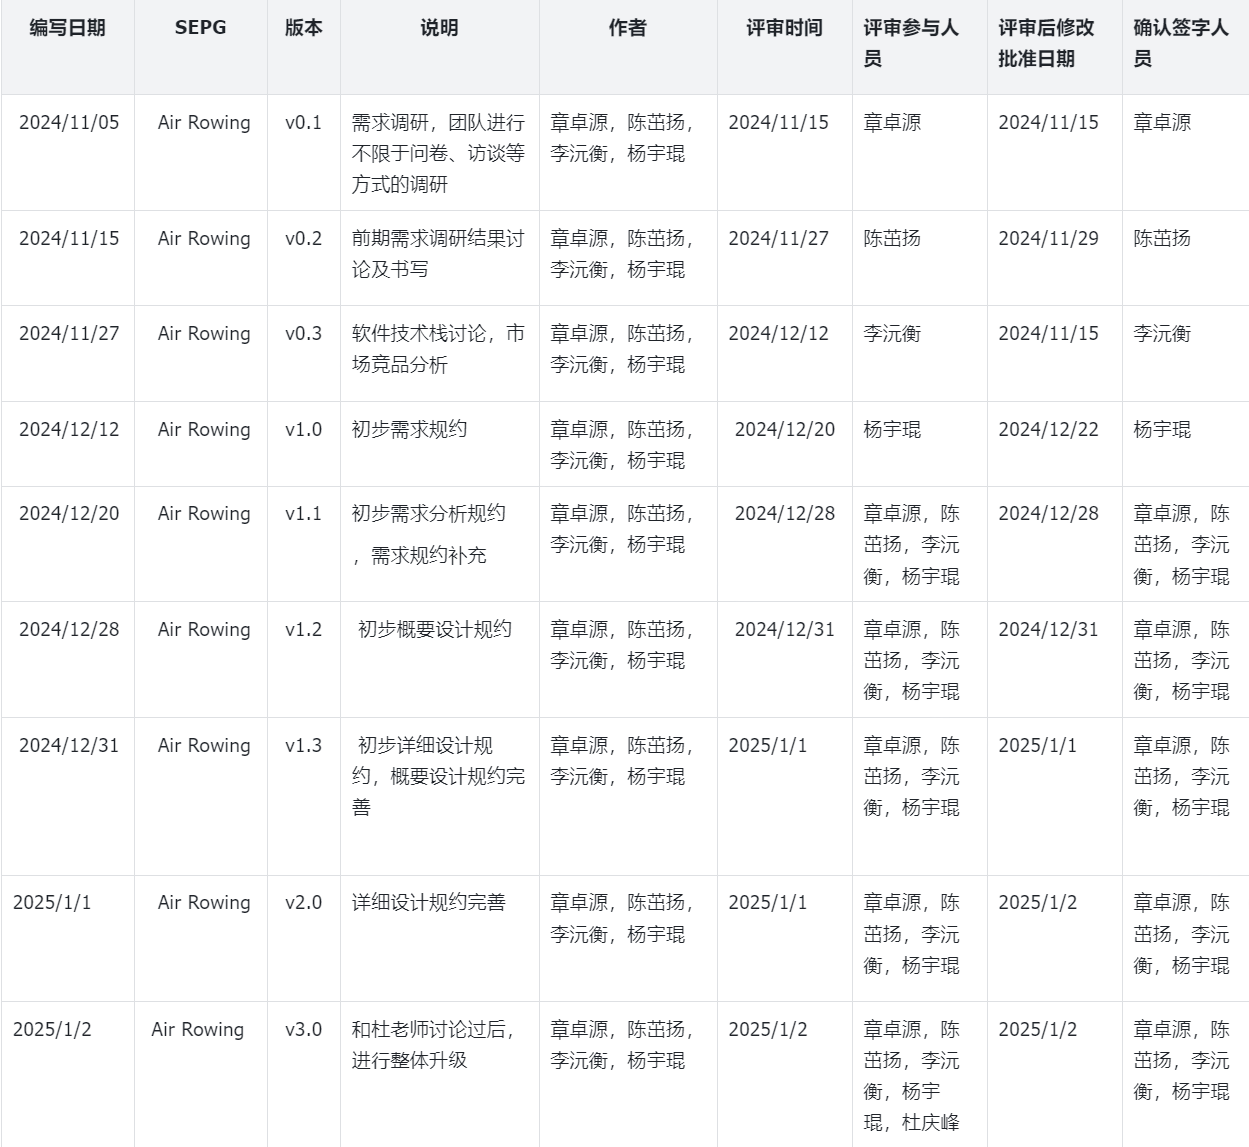 编写日期 SEPG 版本 说明 作者 评审时间 评审参与人员 评审后修改批准日期 确认签字人员
2024/11/05 Air Rowing v0.1 需求调研，团队进行不限于问卷、访谈等方式的调研 章卓源，陈茁扬，李沅衡，杨宇琨 2024/11/15 章卓源 2024/11/15 章卓源
2024/11/15 Air Rowing v0.2 前期需求调研结果讨论及书写 章卓源，陈茁扬，李沅衡，杨宇琨 2024/11/27 陈茁扬 2024/11/29 陈茁扬
2024/11/27 Air Rowing v0.3 软件技术栈讨论，市场竞品分析 章卓源，陈茁扬，李沅衡，杨宇琨 2024/12/12 李沅衡 2024/11/15 李沅衡
2024/12/12 Air Rowing v1.0 初步需求规约 章卓源，陈茁扬，李沅衡，杨宇琨 2024/12/20 杨宇琨 2024/12/22 杨宇琨
2024/12/20 Air Rowing v1.1 初步需求分析规约，需求规约补充 章卓源，陈茁扬，李沅衡，杨宇琨 2024/12/28 章卓源，陈茁扬，李沅衡，杨宇琨 2024/12/28 章卓源，陈茁扬，李沅衡，杨宇琨
2024/12/28 Air Rowing v1.2 初步概要设计规约 章卓源，陈茁扬，李沅衡，杨宇琨 2024/12/31 章卓源，陈茁扬，李沅衡，杨宇琨 2024/12/31 章卓源，陈茁扬，李沅衡，杨宇琨
2024/12/31 Air Rowing v1.3 初步详细设计规约，概要设计规约完善 章卓源，陈茁扬，李沅衡，杨宇琨 2025/1/1 章卓源，陈茁扬，李沅衡，杨宇琨 2025/1/1 章卓源，陈茁扬，李沅衡，杨宇琨
2025/1/1 Air Rowing v2.0 详细设计规约完善 章卓源，陈茁扬，李沅衡，杨宇琨 2025/1/1 章卓源，陈茁扬，李沅衡，杨宇琨 2025/1/2 章卓源，陈茁扬，李沅衡，杨宇琨
2025/1/2 Air Rowing v3.0 和杜老师讨论过后，进行整体升级 章卓源，陈茁扬，李沅衡，杨宇琨 2025/1/2 章卓源，陈茁扬，李沅衡，杨宇琨，杜庆峰 2025/1/2 章卓源，陈茁扬，李沅衡，杨宇琨